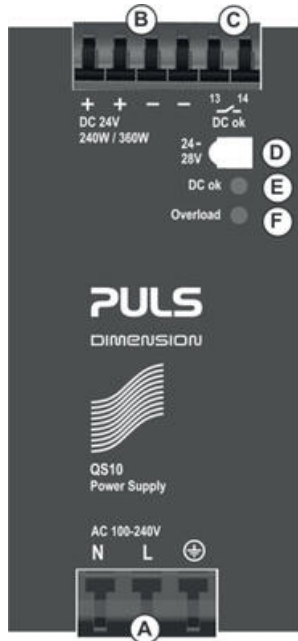 B
C
+ + − −
13 14
DC 24V
240W / 360W
DC ok
24-
28V
D
DC ok
E
Overload
F
PULS
DIMENSION
QS10
Power Supply
AC 100-240V
N L
A